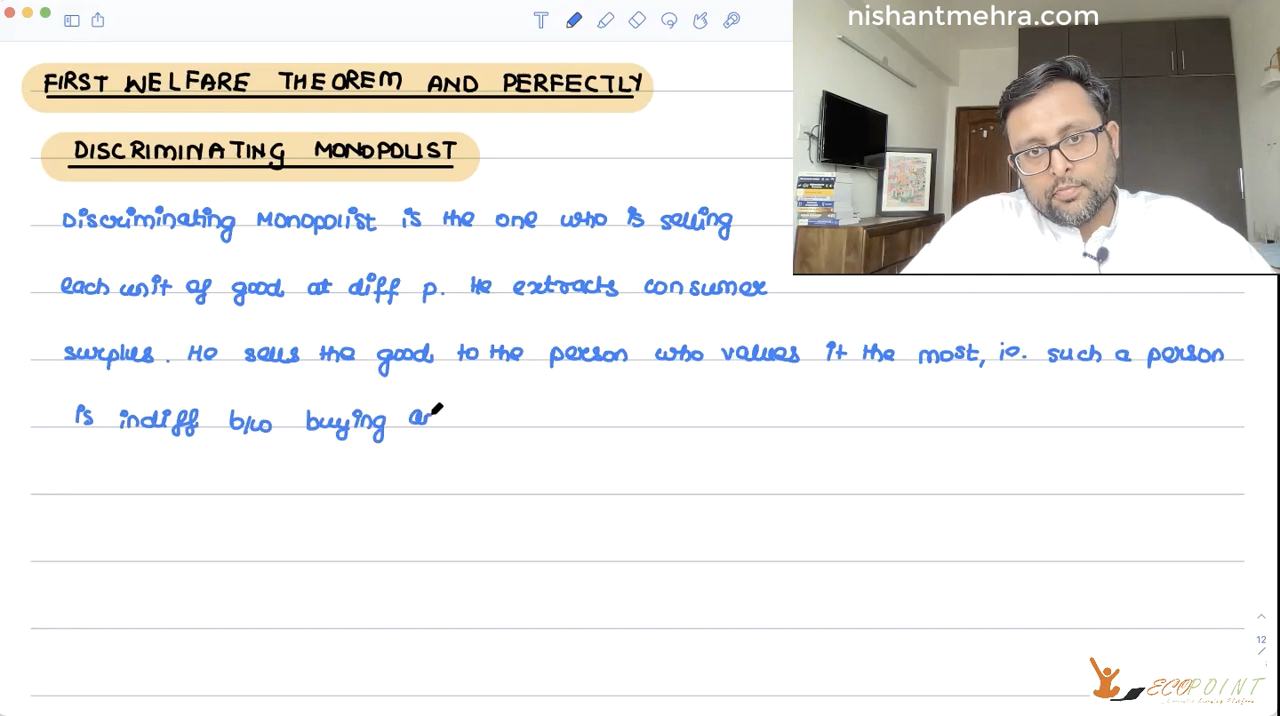 nishantmehra.com
FIRST WELFARE THEOREM AND PERFECTLY
DISCRIMINATING MONOPOLIST
Discriminating Monopolist is the one who is selling
each unit of good at diff p. He extracts consumer
surplus. He sells the good to the person who values it the most, ie. such a person
is indiff b/w buying
12
ECOPOINT